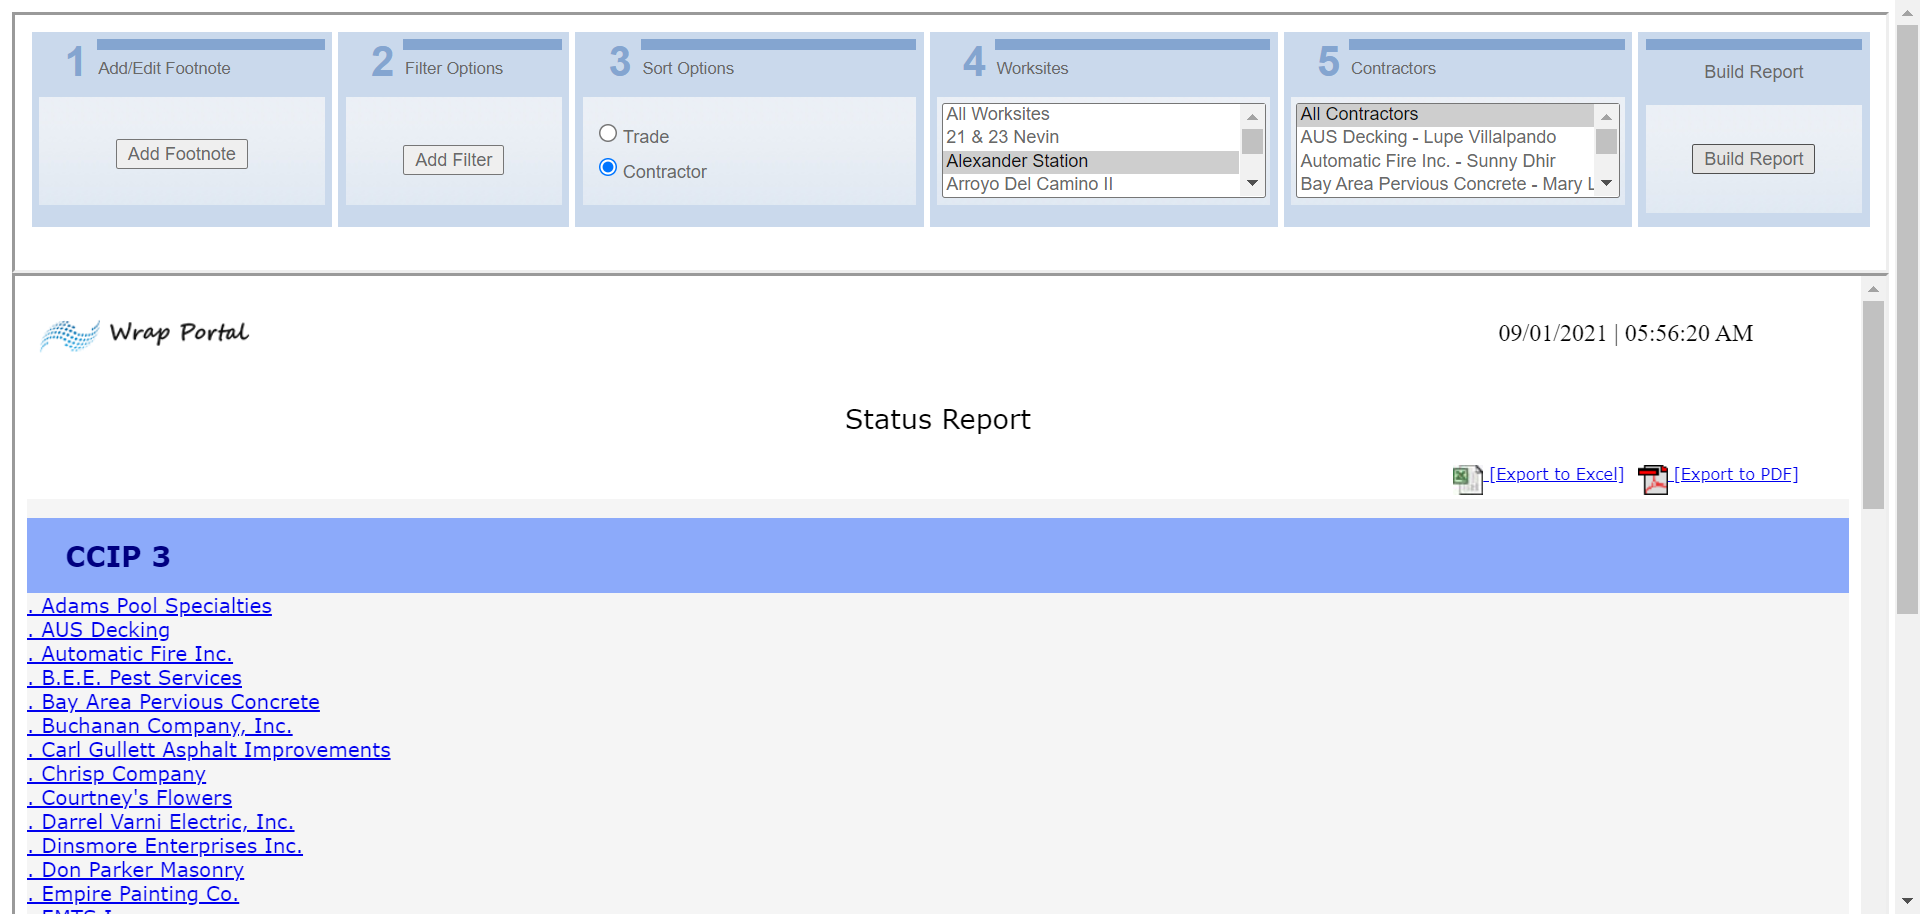 1 Add/Edit Footnote
Add Footnote
2 Filter Options
Add Filter
3 Sort Options
Trade
Contractor
4 Worksites
All Worksites
21 & 23 Nevin
Alexander Station
Arroyo Del Camino II
5 Contractors
All Contractors
AUS Decking - Lupe Villalpando
Automatic Fire Inc. - Sunny Dhir
Bay Area Pervious Concrete - Mary L
Build Report
Build Report
Wrap Portal
09/01/2021 | 05:56:20 AM
Status Report
[Export to Excel] [Export to PDF]
CCIP 3
. Adams Pool Specialties
. AUS Decking
. Automatic Fire Inc.
. B.E.E. Pest Services
. Bay Area Pervious Concrete
. Buchanan Company, Inc.
. Carl Gullett Asphalt Improvements
. Chrisp Company
. Courtney's Flowers
. Darrel Varni Electric, Inc.
. Dinsmore Enterprises Inc.
. Don Parker Masonry
. Empire Painting Co.